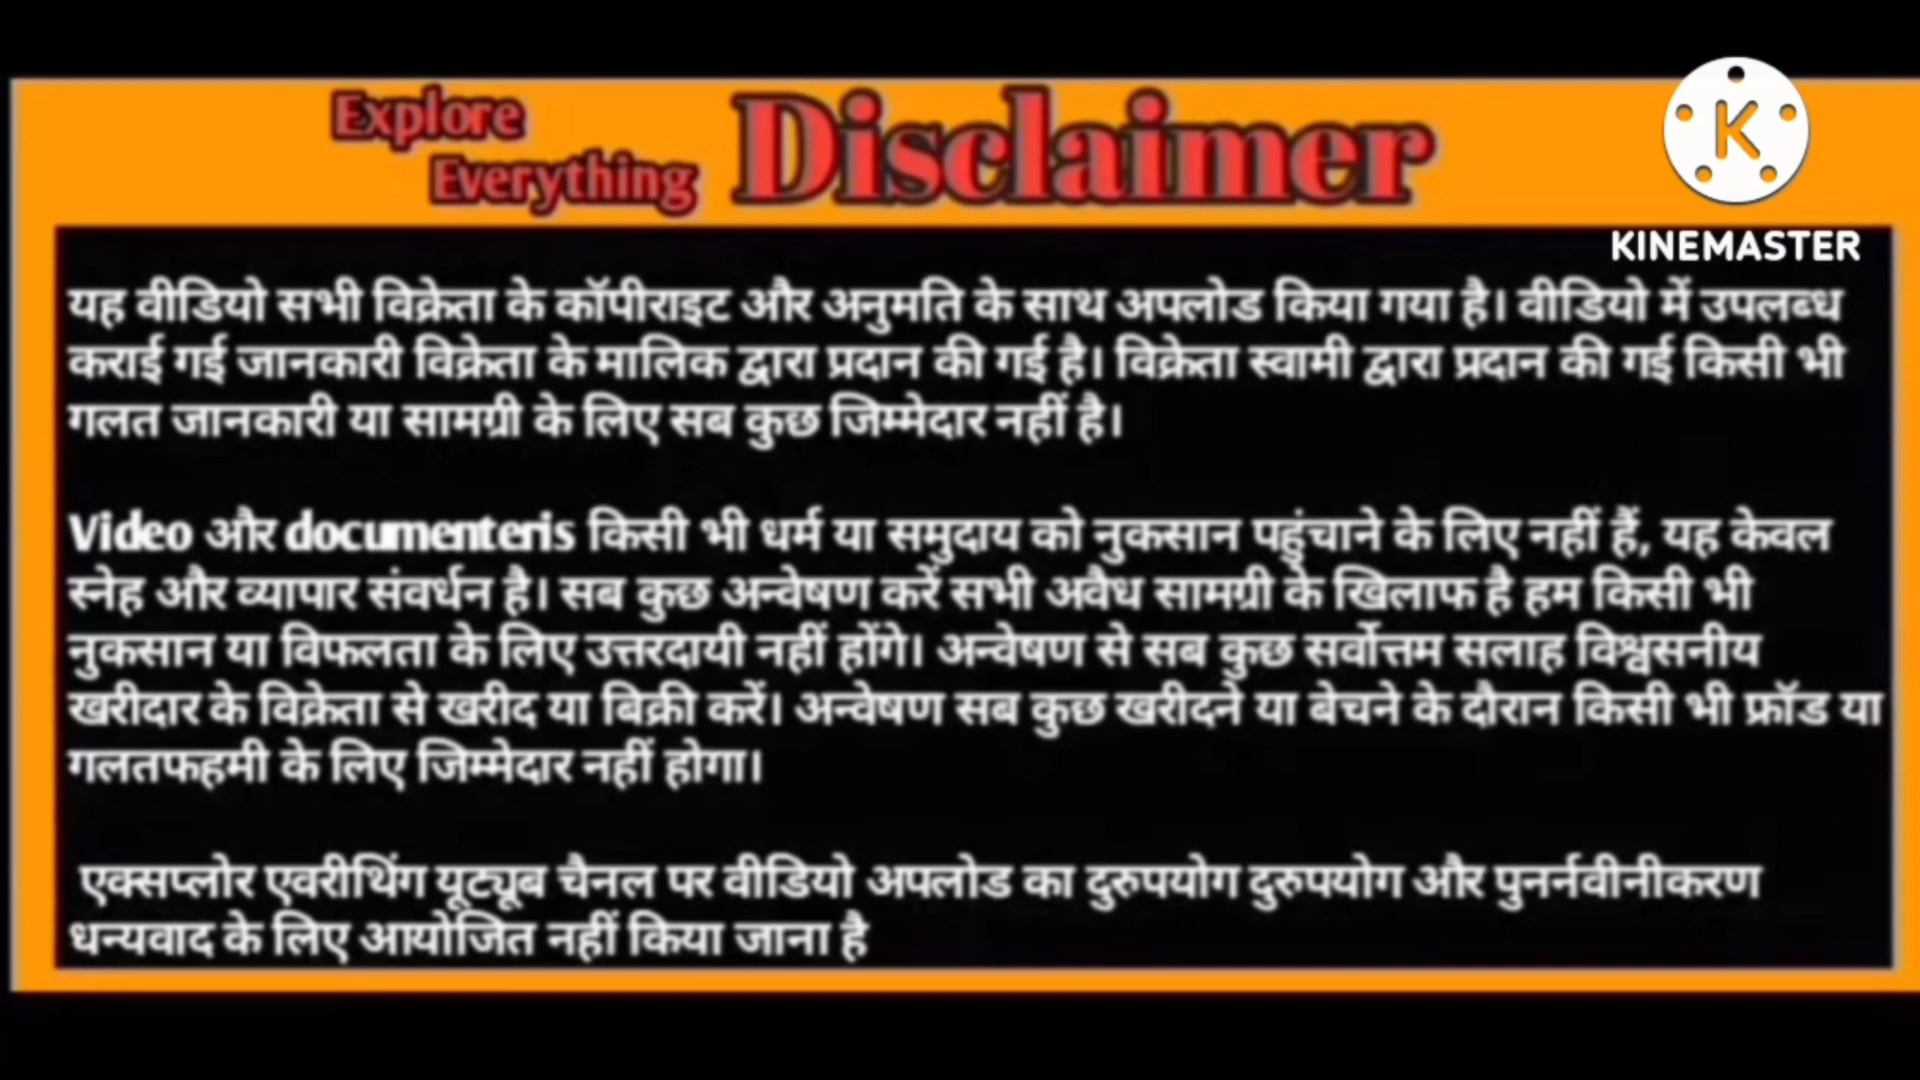 Explore
Everything
Disclaimer
KINEMASTER
यह वीडियो सभी विक्रेता के कॉपीराइट और अनुमति के साथ अपलोड किया गया है। वीडियो में उपलब्ध
कराई गई जानकारी विक्रेता के मालिक द्वारा प्रदान की गई है। विक्रेता स्वामी द्वारा प्रदान की गई किसी भी
गलत जानकारी या सामग्री के लिए सब कुछ जिम्मेदार नहीं है।
Video और documenteris किसी भी धर्म या समुदाय को नुकसान पहुंचाने के लिए नहीं हैं, यह केवल
स्नेह और व्यापार संवर्धन है। सब कुछ अन्वेषण करें सभी अवैध सामग्री के खिलाफ है हम किसी भी
नुकसान या विफलता के लिए उत्तरदायी नहीं होंगे। अन्वेषण से सब कुछ सर्वोत्तम सलाह विश्वसनीय
खरीदार के विक्रेता से खरीद या बिक्री करें। अन्वेषण सब कुछ खरीदने या बेचने के दौरान किसी भी फ्रॉड या
गलतफहमी के लिए जिम्मेदार नहीं होगा।
एक्सप्लोर एवरीथिंग यूट्यूब चैनल पर वीडियो अपलोड का दुरुपयोग दुरुपयोग और पुनर्नवीनीकरण
धन्यवाद के लिए आयोजित नहीं किया जाना है